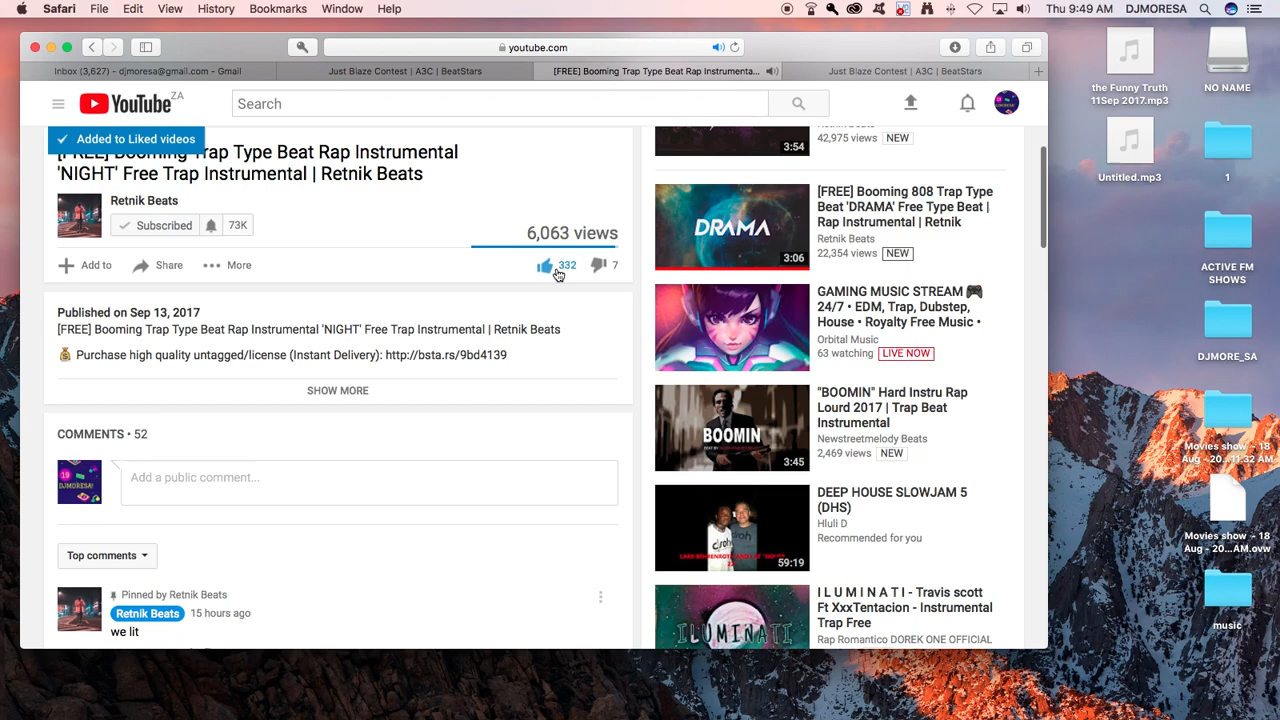 Safari File Edit View History Bookmarks Window Help
Thu 9:49 AM DJMORESA
youtube.com
Inbox (3,627) - djmoresa@gmail.com - Gmail
Just Blaze Contest | A3C | BeatStars
[FREE] Booming Trap Type Beat Rap Instrumenta...
Just Blaze Contest | A3C | BeatStars
YouTube ZA
Search
Added to Liked videos
[FREE] Booming Trap Type Beat Rap Instrumental
'NIGHT' Free Trap Instrumental | Retnik Beats
Retnik Beats
Subscribed 73K
6,063 views
Add to Share More
332 7
Published on Sep 13, 2017
[FREE] Booming Trap Type Beat Rap Instrumental 'NIGHT' Free Trap Instrumental | Retnik Beats
💰 Purchase high quality untagged/license (Instant Delivery): http://bsta.rs/9bd4139
SHOW MORE
COMMENTS • 52
19
DJMORESA!
Add a public comment...
Top comments
Pinned by Retnik Beats
Retnik Beats 15 hours ago
we lit
Retnik Beats
42,975 views NEW
3:54
DRAMA
3:06
[FREE] Booming 808 Trap Type
Beat 'DRAMA' Free Type Beat |
Rap Instrumental | Retnik
Retnik Beats
22,354 views NEW
GAMING MUSIC STREAM 🎮
24/7 • EDM, Trap, Dubstep,
House • Royalty Free Music •
Orbital Music
63 watching LIVE NOW
BOOMIN
3:45
"BOOMIN" Hard Instru Rap
Lourd 2017 | Trap Beat
Instrumental
Newstreetmelody Beats
2,469 views NEW
59:19
DEEP HOUSE SLOWJAM 5
(DHS)
Hluli D
Recommended for you
ILUMINATI
I L U M I N A T I - Travis scott
Ft XxxTentacion - Instrumental
Trap Free
Rap Romantico DOREK ONE OFFICIAL
the Funny Truth
11Sep 2017.mp3
NO NAME
Untitled.mp3
1
ACTIVE FM
SHOWS
DJMORE_SA
Movies show - 18
Aug -20...11:32 AM
Movies show - 18
Aug - 20...AM.ovw
music